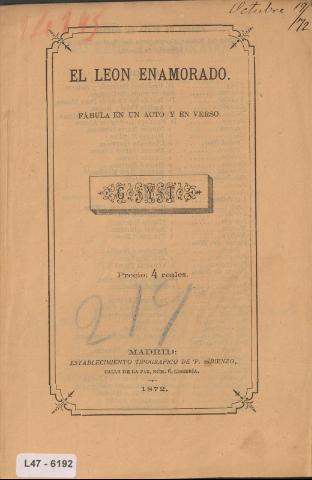 Octubre 19/72
EL LEON ENAMORADO.
FÁBULA EN UN ACTO Y EN VERSO
Precio: 4 reales.
219
MADRID:
ESTABLECIMIENTO TIPOGRÁFICO DE P. ABIENZO,
CALLE DE LA PAZ, NÚM. 6, LIBRERÍA.
1872.
L47 - 6192